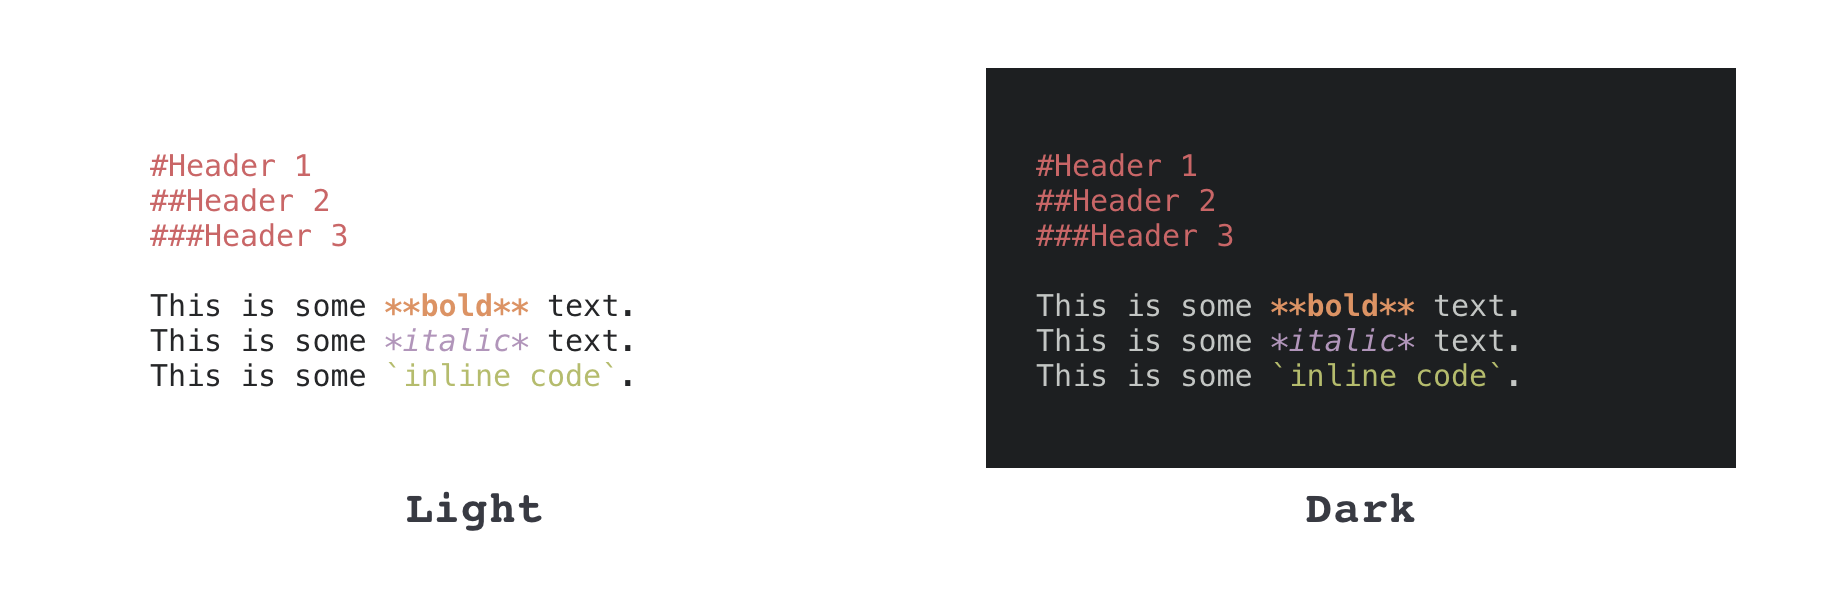 #Header 1
##Header 2
###Header 3
This is some **bold** text.
This is some *italic* text.
This is some `inline code`.
Light
#Header 1
##Header 2
###Header 3
This is some **bold** text.
This is some *italic* text.
This is some `inline code`.
Dark